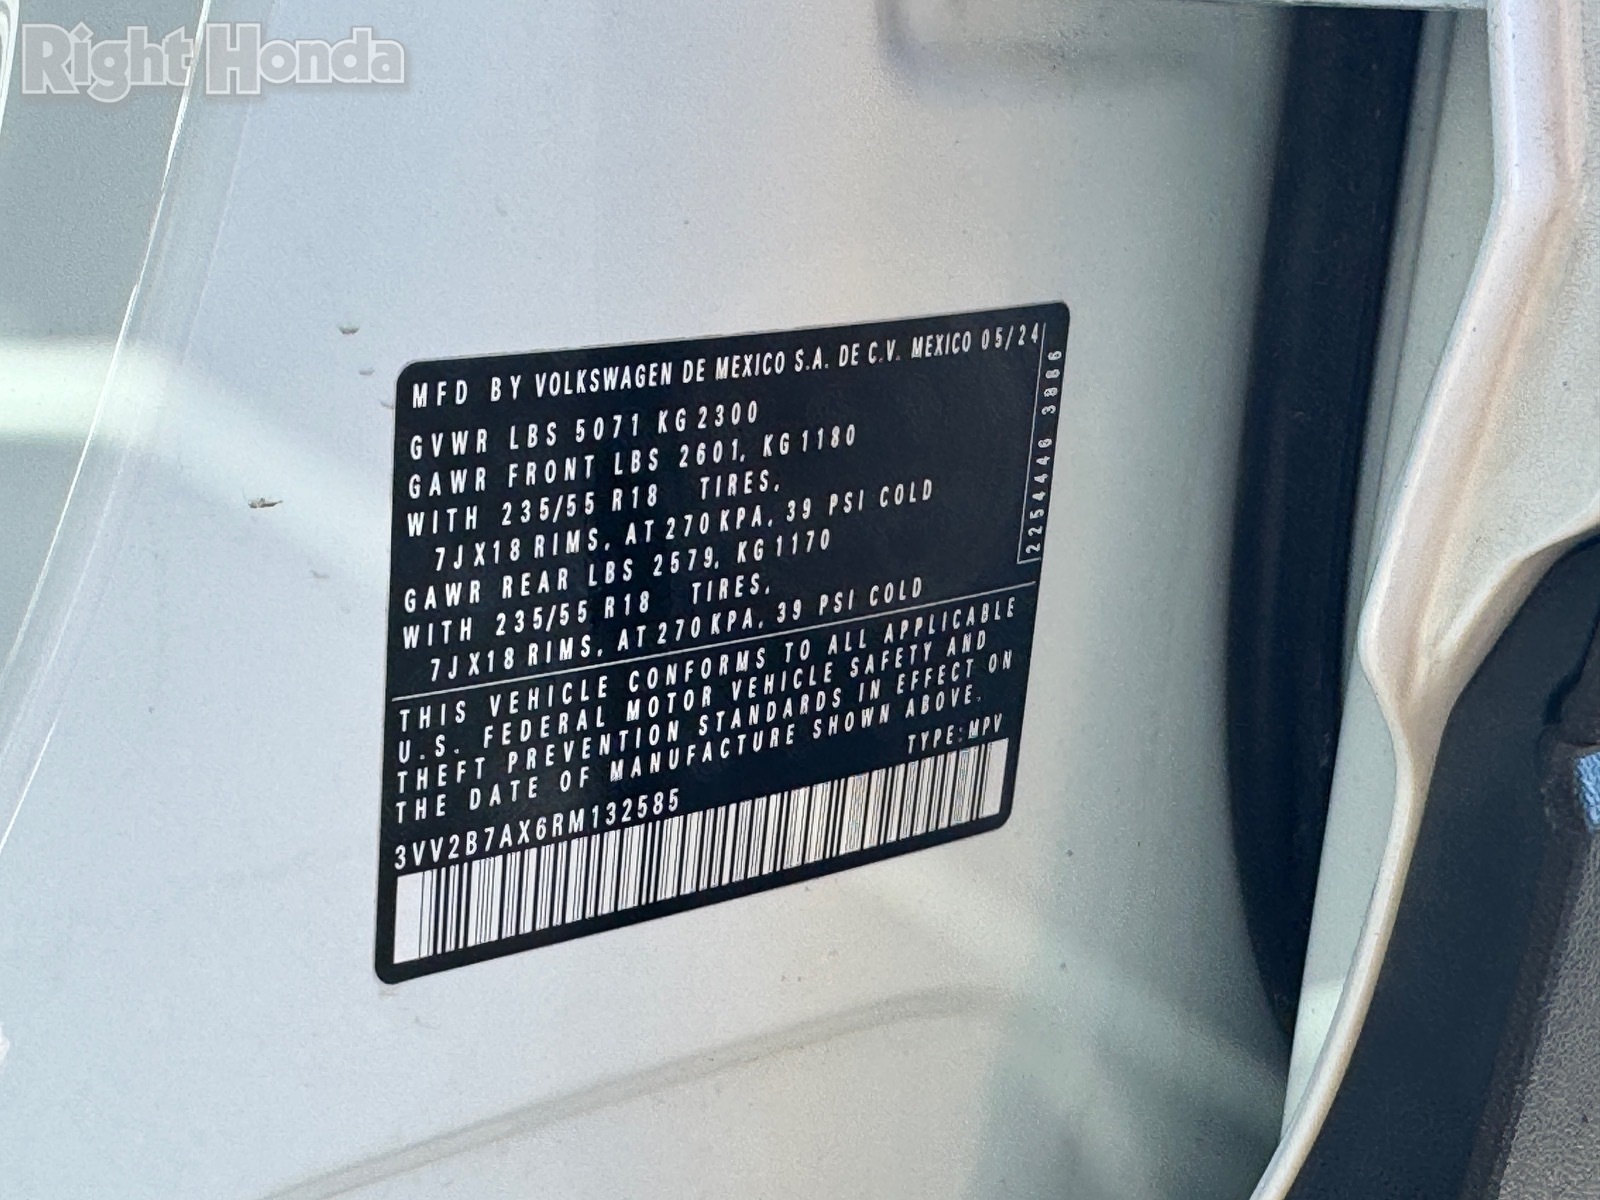 Right Honda
MFD BY VOLKSWAGEN DE MEXICO S.A. DE C.V. MEXICO 05/24
GVWR LBS 5071 KG 2300
GAWR FRONT LBS 2601, KG 1180
WITH 235/55 R18 TIRES,
7JX18 RIMS, AT 270 KPA, 39 PSI COLD
GAWR REAR LBS 2579, KG 1170
WITH 235/55 R18 TIRES,
7JX18 RIMS, AT 270 KPA, 39 PSI COLD
2254446 3886
THIS VEHICLE CONFORMS TO ALL APPLICABLE
U.S. FEDERAL MOTOR VEHICLE SAFETY AND
THEFT PREVENTION STANDARDS IN EFFECT ON
THE DATE OF MANUFACTURE SHOWN ABOVE.
TYPE: MPV
3VV2B7AX6RM132585